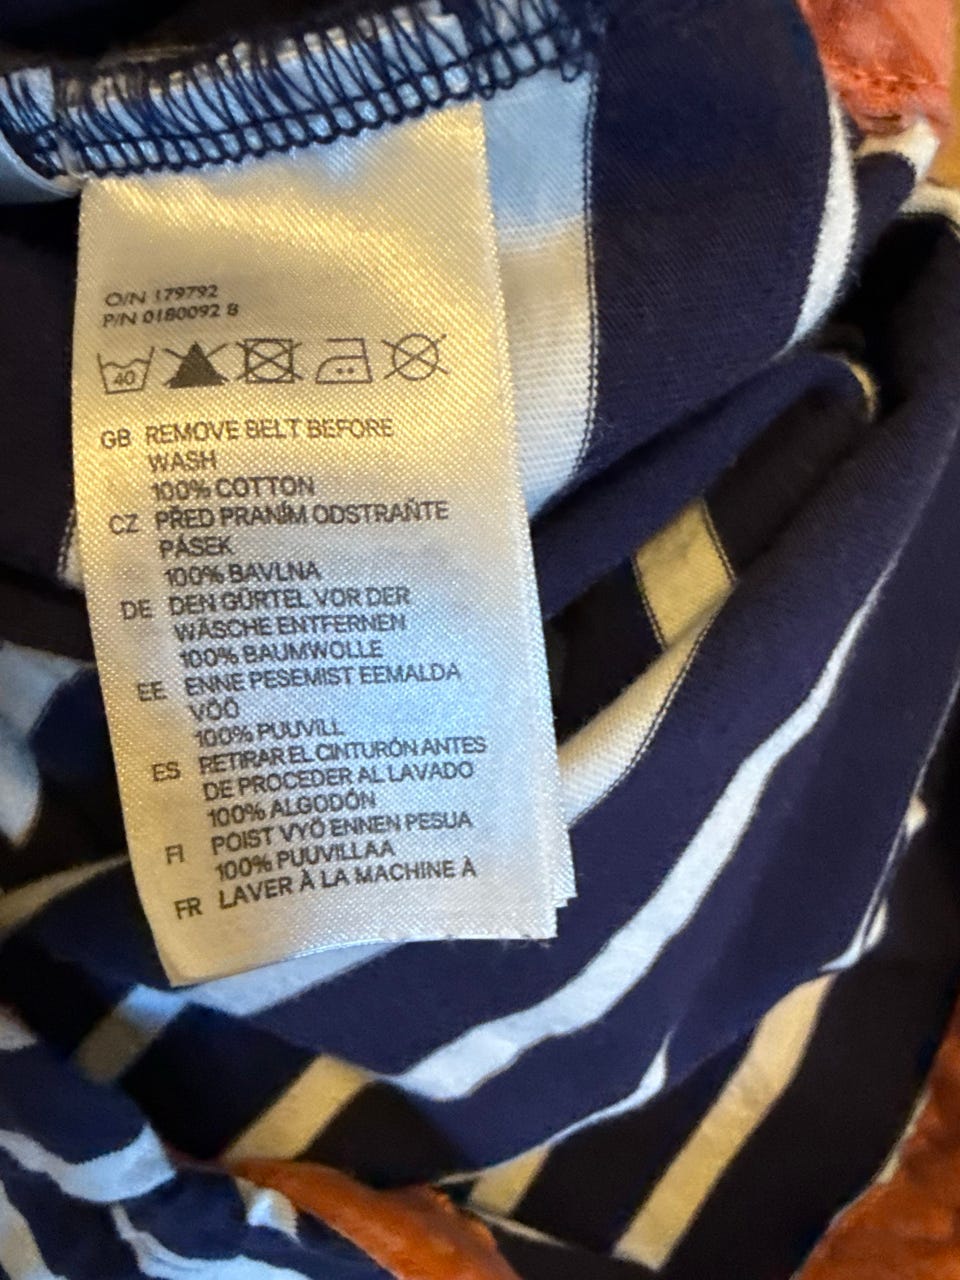 O/N 179792
P/N 0180092 8
40
GB REMOVE BELT BEFORE
WASH
100% COTTON
CZ PŘED PRANÍM ODSTRAŇTE
PÁSEK
100% BAVLNA
DE DEN GÜRTEL VOR DER
WÄSCHE ENTFERNEN
100% BAUMWOLLE
EE ENNE PESEMIST EEMALDA
VÖÖ
100% PUUVILL
ES RETIRAR EL CINTURÓN ANTES
DE PROCEDER AL LAVADO
100% ALGODÓN
FI POIST VYÖ ENNEN PESUA
100% PUUVILLAA
FR LAVER À LA MACHINE À